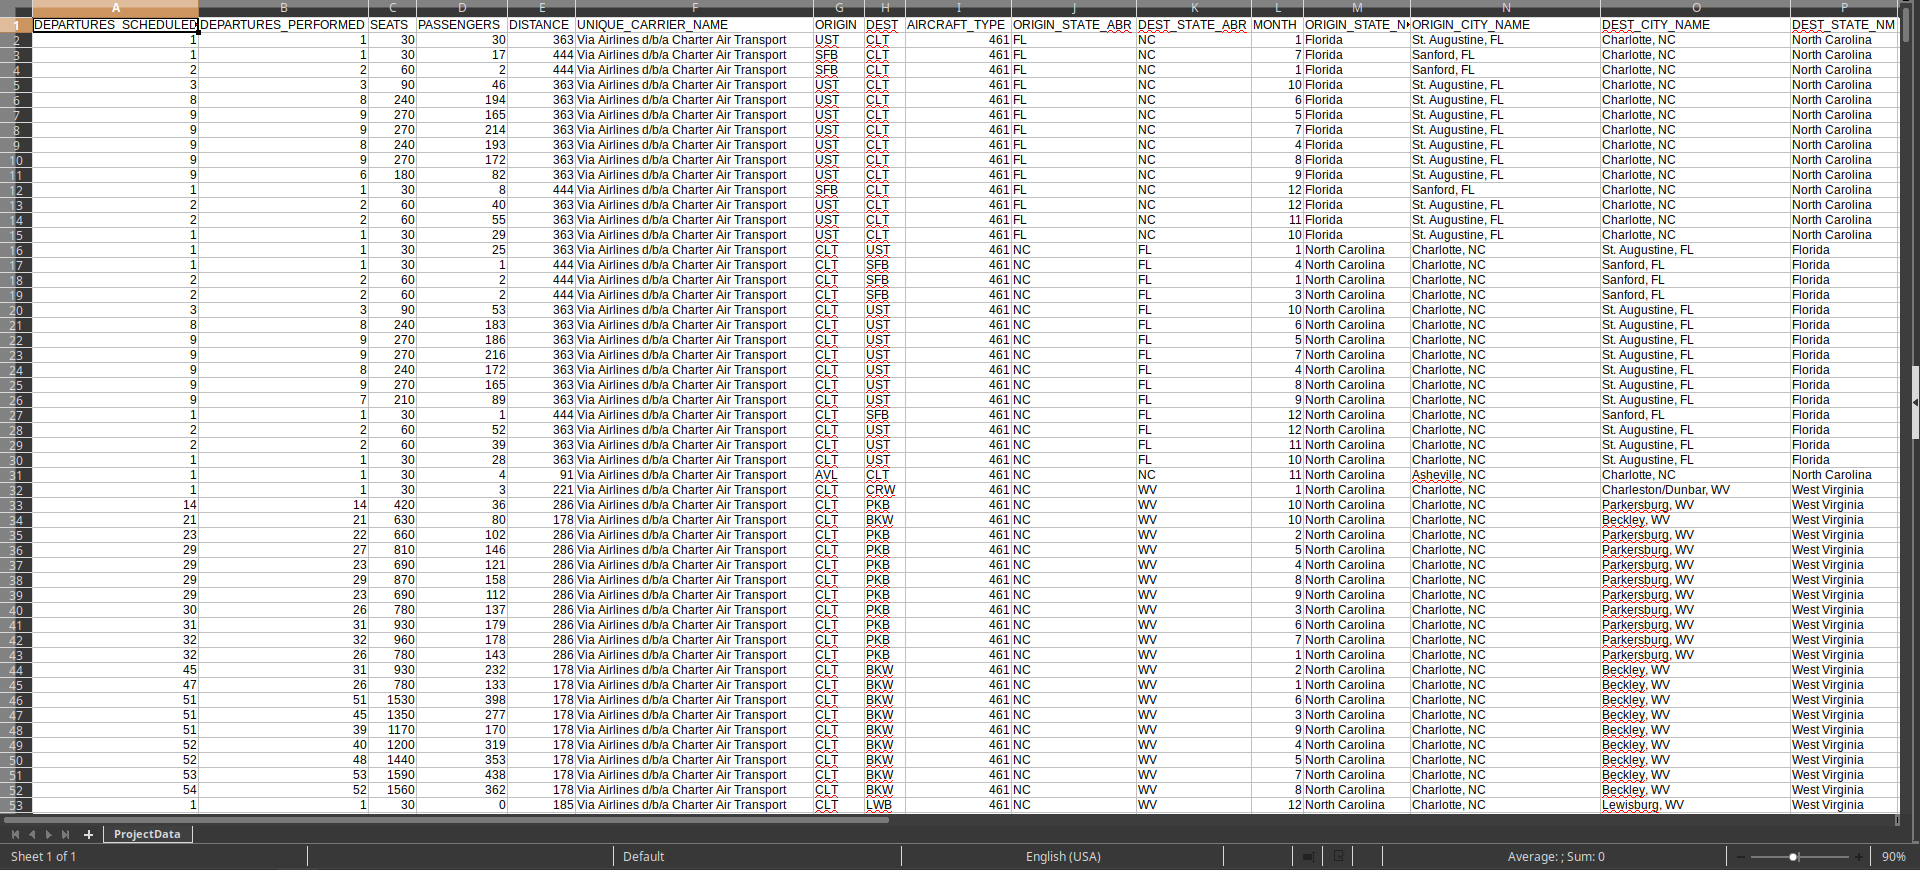 A B C D E F G H I J K L M N O P
1 DEPARTURES_SCHEDULED DEPARTURES_PERFORMED SEATS PASSENGERS DISTANCE UNIQUE_CARRIER_NAME ORIGIN DEST AIRCRAFT_TYPE ORIGIN_STATE_ABR DEST_STATE_ABR MONTH ORIGIN_STATE_N ORIGIN_CITY_NAME DEST_CITY_NAME DEST_STATE_NM
2 1 1 30 30 363 Via Airlines d/b/a Charter Air Transport UST CLT 461 FL NC 1 Florida St. Augustine, FL Charlotte, NC North Carolina
3 1 1 30 17 444 Via Airlines d/b/a Charter Air Transport SFB CLT 461 FL NC 7 Florida Sanford, FL Charlotte, NC North Carolina
4 2 2 60 2 444 Via Airlines d/b/a Charter Air Transport SFB CLT 461 FL NC 1 Florida Sanford, FL Charlotte, NC North Carolina
5 3 3 90 46 363 Via Airlines d/b/a Charter Air Transport UST CLT 461 FL NC 10 Florida St. Augustine, FL Charlotte, NC North Carolina
6 8 8 240 194 363 Via Airlines d/b/a Charter Air Transport UST CLT 461 FL NC 6 Florida St. Augustine, FL Charlotte, NC North Carolina
7 9 9 270 165 363 Via Airlines d/b/a Charter Air Transport UST CLT 461 FL NC 5 Florida St. Augustine, FL Charlotte, NC North Carolina
8 9 9 270 214 363 Via Airlines d/b/a Charter Air Transport UST CLT 461 FL NC 7 Florida St. Augustine, FL Charlotte, NC North Carolina
9 9 8 240 193 363 Via Airlines d/b/a Charter Air Transport UST CLT 461 FL NC 4 Florida St. Augustine, FL Charlotte, NC North Carolina
10 9 9 270 172 363 Via Airlines d/b/a Charter Air Transport UST CLT 461 FL NC 8 Florida St. Augustine, FL Charlotte, NC North Carolina
11 9 6 180 82 363 Via Airlines d/b/a Charter Air Transport UST CLT 461 FL NC 9 Florida St. Augustine, FL Charlotte, NC North Carolina
12 1 1 30 8 444 Via Airlines d/b/a Charter Air Transport SFB CLT 461 FL NC 12 Florida Sanford, FL Charlotte, NC North Carolina
13 2 2 60 40 363 Via Airlines d/b/a Charter Air Transport UST CLT 461 FL NC 12 Florida St. Augustine, FL Charlotte, NC North Carolina
14 2 2 60 55 363 Via Airlines d/b/a Charter Air Transport UST CLT 461 FL NC 11 Florida St. Augustine, FL Charlotte, NC North Carolina
15 1 1 30 29 363 Via Airlines d/b/a Charter Air Transport UST CLT 461 FL NC 10 Florida St. Augustine, FL Charlotte, NC North Carolina
16 1 1 30 25 363 Via Airlines d/b/a Charter Air Transport CLT UST 461 NC FL 1 North Carolina Charlotte, NC St. Augustine, FL Florida
17 1 1 30 1 444 Via Airlines d/b/a Charter Air Transport CLT SFB 461 NC FL 4 North Carolina Charlotte, NC Sanford, FL Florida
18 2 2 60 2 444 Via Airlines d/b/a Charter Air Transport CLT SFB 461 NC FL 1 North Carolina Charlotte, NC Sanford, FL Florida
19 2 2 60 2 444 Via Airlines d/b/a Charter Air Transport CLT SFB 461 NC FL 3 North Carolina Charlotte, NC Sanford, FL Florida
20 3 3 90 53 363 Via Airlines d/b/a Charter Air Transport CLT UST 461 NC FL 10 North Carolina Charlotte, NC St. Augustine, FL Florida
21 8 8 240 183 363 Via Airlines d/b/a Charter Air Transport CLT UST 461 NC FL 6 North Carolina Charlotte, NC St. Augustine, FL Florida
22 9 9 270 186 363 Via Airlines d/b/a Charter Air Transport CLT UST 461 NC FL 5 North Carolina Charlotte, NC St. Augustine, FL Florida
23 9 9 270 216 363 Via Airlines d/b/a Charter Air Transport CLT UST 461 NC FL 7 North Carolina Charlotte, NC St. Augustine, FL Florida
24 9 8 240 172 363 Via Airlines d/b/a Charter Air Transport CLT UST 461 NC FL 4 North Carolina Charlotte, NC St. Augustine, FL Florida
25 9 9 270 165 363 Via Airlines d/b/a Charter Air Transport CLT UST 461 NC FL 8 North Carolina Charlotte, NC St. Augustine, FL Florida
26 9 7 210 89 363 Via Airlines d/b/a Charter Air Transport CLT UST 461 NC FL 9 North Carolina Charlotte, NC St. Augustine, FL Florida
27 1 1 30 1 444 Via Airlines d/b/a Charter Air Transport CLT SFB 461 NC FL 12 North Carolina Charlotte, NC Sanford, FL Florida
28 2 2 60 52 363 Via Airlines d/b/a Charter Air Transport CLT UST 461 NC FL 12 North Carolina Charlotte, NC St. Augustine, FL Florida
29 2 2 60 39 363 Via Airlines d/b/a Charter Air Transport CLT UST 461 NC FL 11 North Carolina Charlotte, NC St. Augustine, FL Florida
30 1 1 30 28 363 Via Airlines d/b/a Charter Air Transport CLT UST 461 NC FL 10 North Carolina Charlotte, NC St. Augustine, FL Florida
31 1 1 30 4 91 Via Airlines d/b/a Charter Air Transport AVL CLT 461 NC NC 11 North Carolina Asheville, NC Charlotte, NC North Carolina
32 1 1 30 3 221 Via Airlines d/b/a Charter Air Transport CLT CRW 461 NC WV 1 North Carolina Charlotte, NC Charleston/Dunbar, WV West Virginia
33 14 14 420 36 286 Via Airlines d/b/a Charter Air Transport CLT PKB 461 NC WV 10 North Carolina Charlotte, NC Parkersburg, WV West Virginia
34 21 21 630 80 178 Via Airlines d/b/a Charter Air Transport CLT BKW 461 NC WV 10 North Carolina Charlotte, NC Beckley, WV West Virginia
35 23 22 660 102 286 Via Airlines d/b/a Charter Air Transport CLT PKB 461 NC WV 2 North Carolina Charlotte, NC Parkersburg, WV West Virginia
36 29 27 810 146 286 Via Airlines d/b/a Charter Air Transport CLT PKB 461 NC WV 5 North Carolina Charlotte, NC Parkersburg, WV West Virginia
37 29 23 690 121 286 Via Airlines d/b/a Charter Air Transport CLT PKB 461 NC WV 4 North Carolina Charlotte, NC Parkersburg, WV West Virginia
38 29 29 870 158 286 Via Airlines d/b/a Charter Air Transport CLT PKB 461 NC WV 8 North Carolina Charlotte, NC Parkersburg, WV West Virginia
39 29 23 690 112 286 Via Airlines d/b/a Charter Air Transport CLT PKB 461 NC WV 9 North Carolina Charlotte, NC Parkersburg, WV West Virginia
40 30 26 780 137 286 Via Airlines d/b/a Charter Air Transport CLT PKB 461 NC WV 3 North Carolina Charlotte, NC Parkersburg, WV West Virginia
41 31 31 930 179 286 Via Airlines d/b/a Charter Air Transport CLT PKB 461 NC WV 6 North Carolina Charlotte, NC Parkersburg, WV West Virginia
42 32 32 960 178 286 Via Airlines d/b/a Charter Air Transport CLT PKB 461 NC WV 7 North Carolina Charlotte, NC Parkersburg, WV West Virginia
43 32 26 780 143 286 Via Airlines d/b/a Charter Air Transport CLT PKB 461 NC WV 1 North Carolina Charlotte, NC Parkersburg, WV West Virginia
44 45 31 930 232 178 Via Airlines d/b/a Charter Air Transport CLT BKW 461 NC WV 2 North Carolina Charlotte, NC Beckley, WV West Virginia
45 47 26 780 133 178 Via Airlines d/b/a Charter Air Transport CLT BKW 461 NC WV 1 North Carolina Charlotte, NC Beckley, WV West Virginia
46 51 51 1530 398 178 Via Airlines d/b/a Charter Air Transport CLT BKW 461 NC WV 6 North Carolina Charlotte, NC Beckley, WV West Virginia
47 51 45 1350 277 178 Via Airlines d/b/a Charter Air Transport CLT BKW 461 NC WV 3 North Carolina Charlotte, NC Beckley, WV West Virginia
48 51 39 1170 170 178 Via Airlines d/b/a Charter Air Transport CLT BKW 461 NC WV 9 North Carolina Charlotte, NC Beckley, WV West Virginia
49 52 40 1200 319 178 Via Airlines d/b/a Charter Air Transport CLT BKW 461 NC WV 4 North Carolina Charlotte, NC Beckley, WV West Virginia
50 52 48 1440 353 178 Via Airlines d/b/a Charter Air Transport CLT BKW 461 NC WV 5 North Carolina Charlotte, NC Beckley, WV West Virginia
51 53 53 1590 438 178 Via Airlines d/b/a Charter Air Transport CLT BKW 461 NC WV 7 North Carolina Charlotte, NC Beckley, WV West Virginia
52 54 52 1560 362 178 Via Airlines d/b/a Charter Air Transport CLT BKW 461 NC WV 8 North Carolina Charlotte, NC Beckley, WV West Virginia
53 1 1 30 0 185 Via Airlines d/b/a Charter Air Transport CLT LWB 461 NC WV 12 North Carolina Charlotte, NC Lewisburg, WV West Virginia
ProjectData
Sheet 1 of 1 Default English (USA) Average: ; Sum: 0 90%